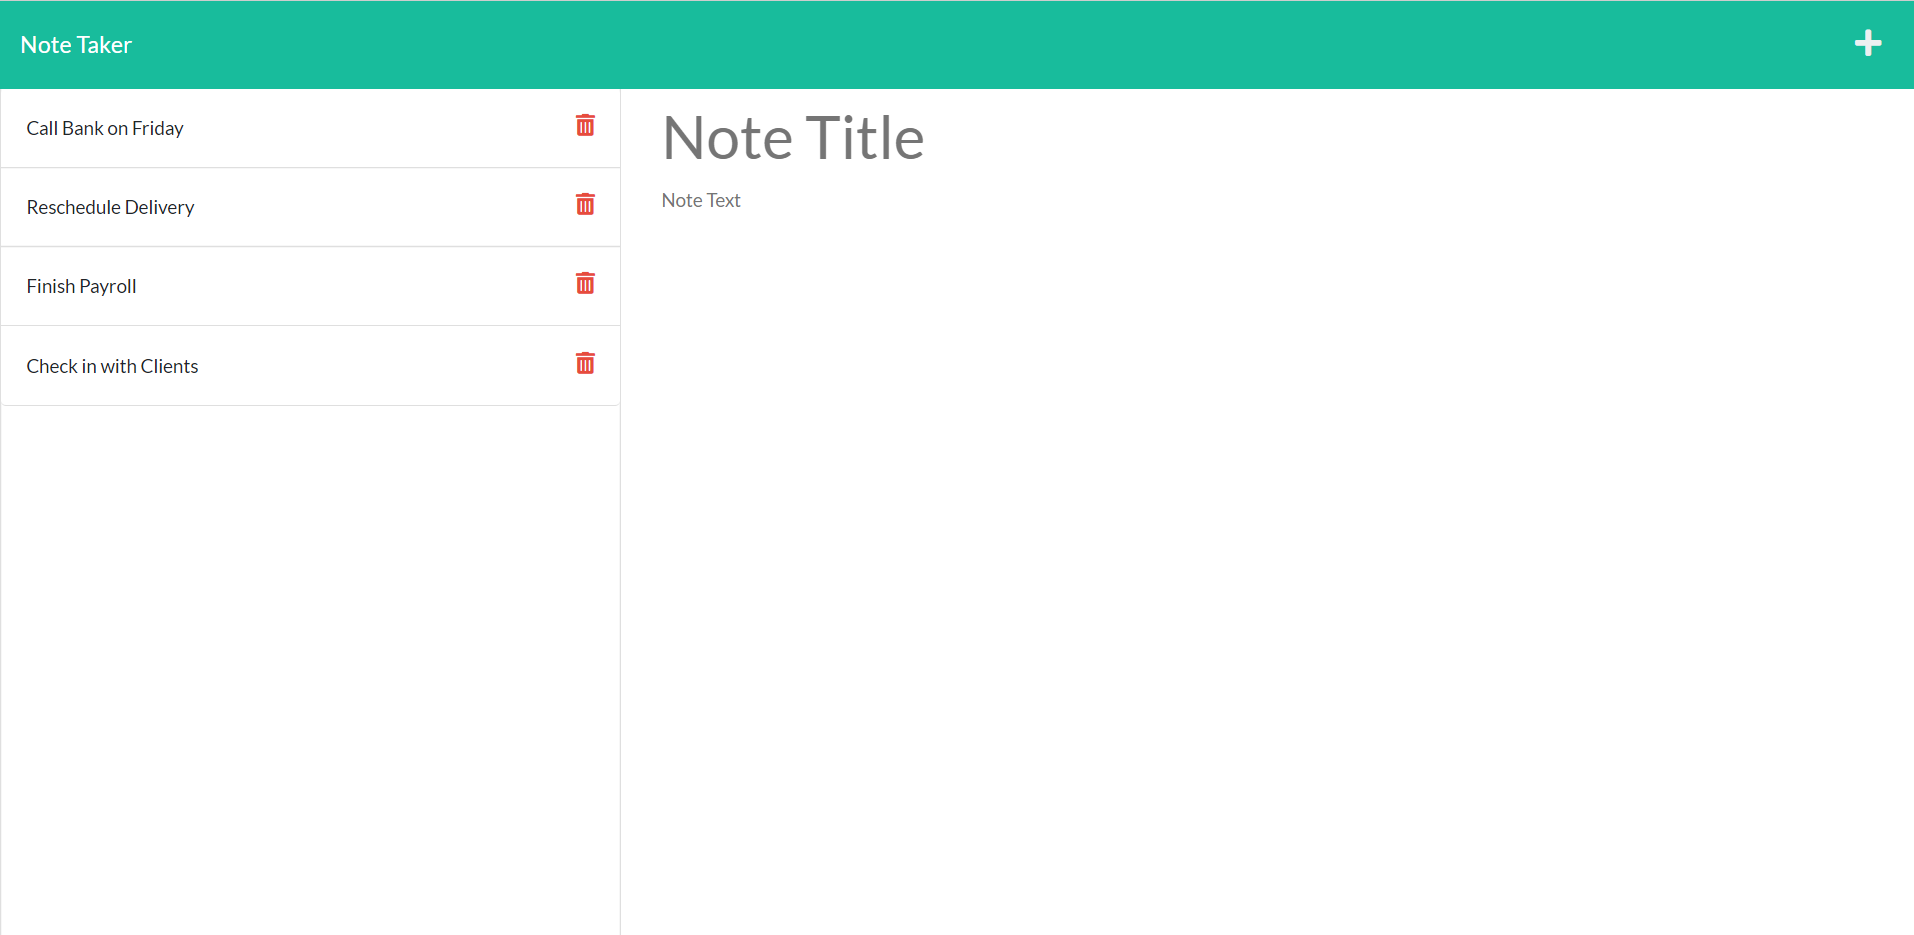 Note Taker
Call Bank on Friday
Reschedule Delivery
Finish Payroll
Check in with Clients
Note Title
Note Text